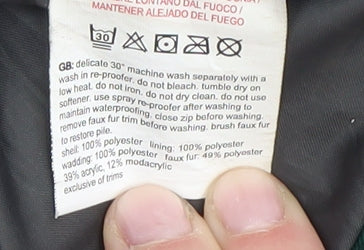 LONTANO DAL FUOCO /
MANTENER ALEJADO DEL FUEGO
30
GB: delicate 30° machine wash separately with a
wash in re-proofer. do not bleach. tumble dry on
low heat. do not iron. do not dry clean. do not use
softener. use spray re-proofer after washing to
maintain waterproofing. close zip before washing.
remove faux fur trim before washing. brush faux fur
to restore pile.
shell: 100% polyester lining: 100% polyester
wadding: 100% polyester faux fur: 49% polyester
39% acrylic, 12% modacrylic
exclusive of trims